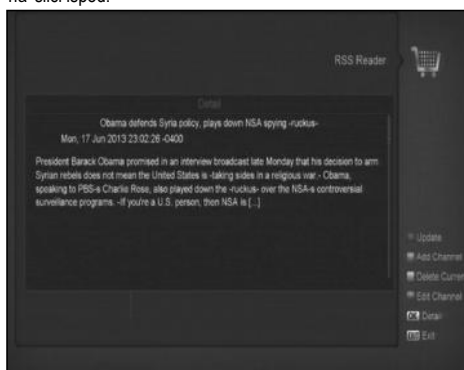 na slici ispod:
RSS Reader
Detail
Obama defends Syria policy, plays down NSA spying -ruckus-
Mon, 17 Jun 2013 23:02:26 -0400
President Barack Obama promised in an interview broadcast late Monday that his decision to arm
Syrian rebels does not mean the United States is -taking sides in a religious war.- Obama,
speaking to PBS-s Charlie Rose, also played down the -ruckus- over the NSA-s controversial
surveillance programs. -If you're a U.S. person, then NSA is [...]
Update
Add Channel
Delete Curren
Edit Channel
OK Detail
EXIT Exit